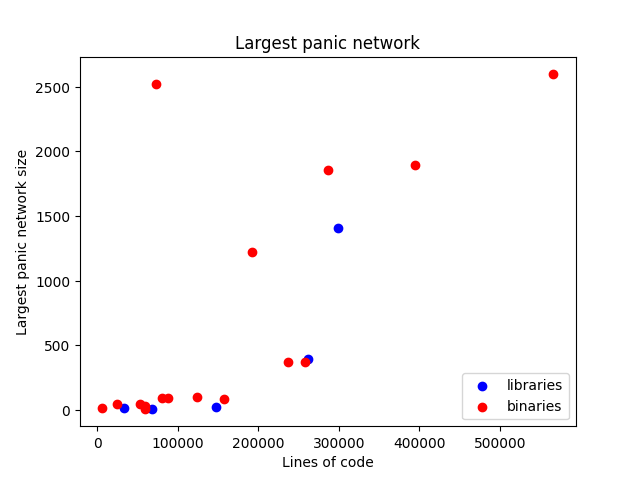 Largest panic network
Largest panic network size
2500
2000
1500
1000
500
0
0 100000 200000 300000 400000 500000
Lines of code
libraries
binaries